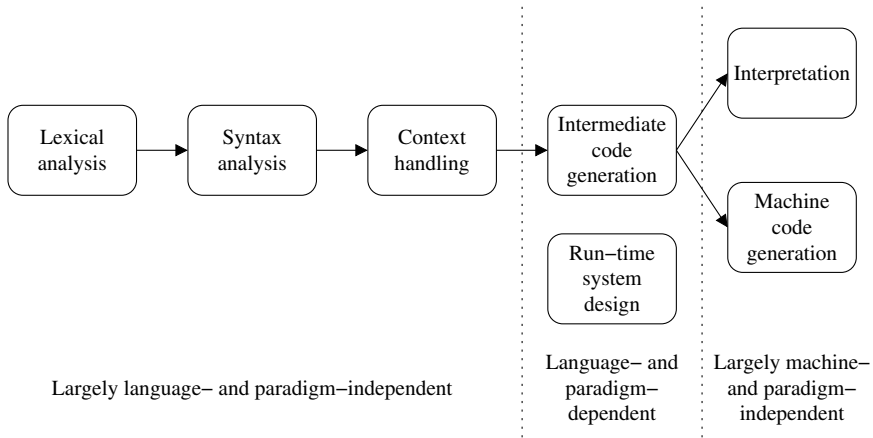 Lexical
analysis
Syntax
analysis
Context
handling
Intermediate
code
generation
Interpretation
Machine
code
generation
Run−time
system
design
Largely language− and paradigm−independent
Language− and
paradigm−
dependent
Largely machine−
and paradigm−
independent